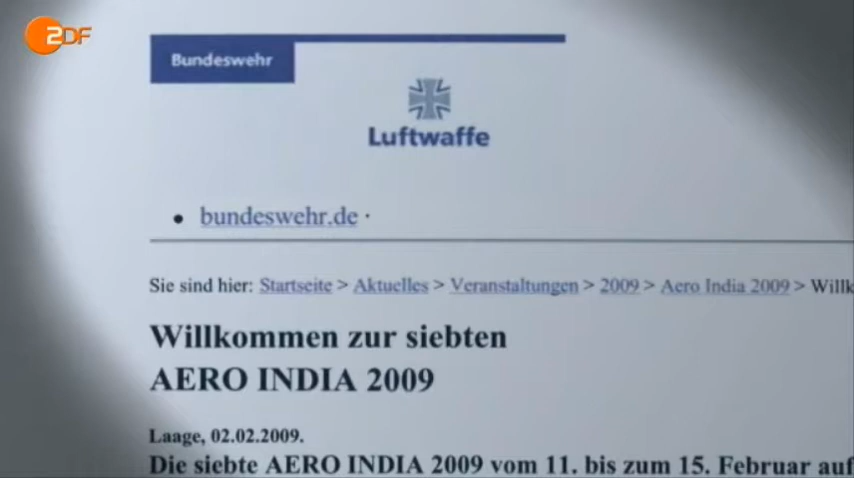 ZDF
Bundeswehr
Luftwaffe
• bundeswehr.de ·
Sie sind hier: Startseite > Aktuelles > Veranstaltungen > 2009 > Aero India 2009 > Willk
Willkommen zur siebten
AERO INDIA 2009
Laage, 02.02.2009.
Die siebte AERO INDIA 2009 vom 11. bis zum 15. Februar auf